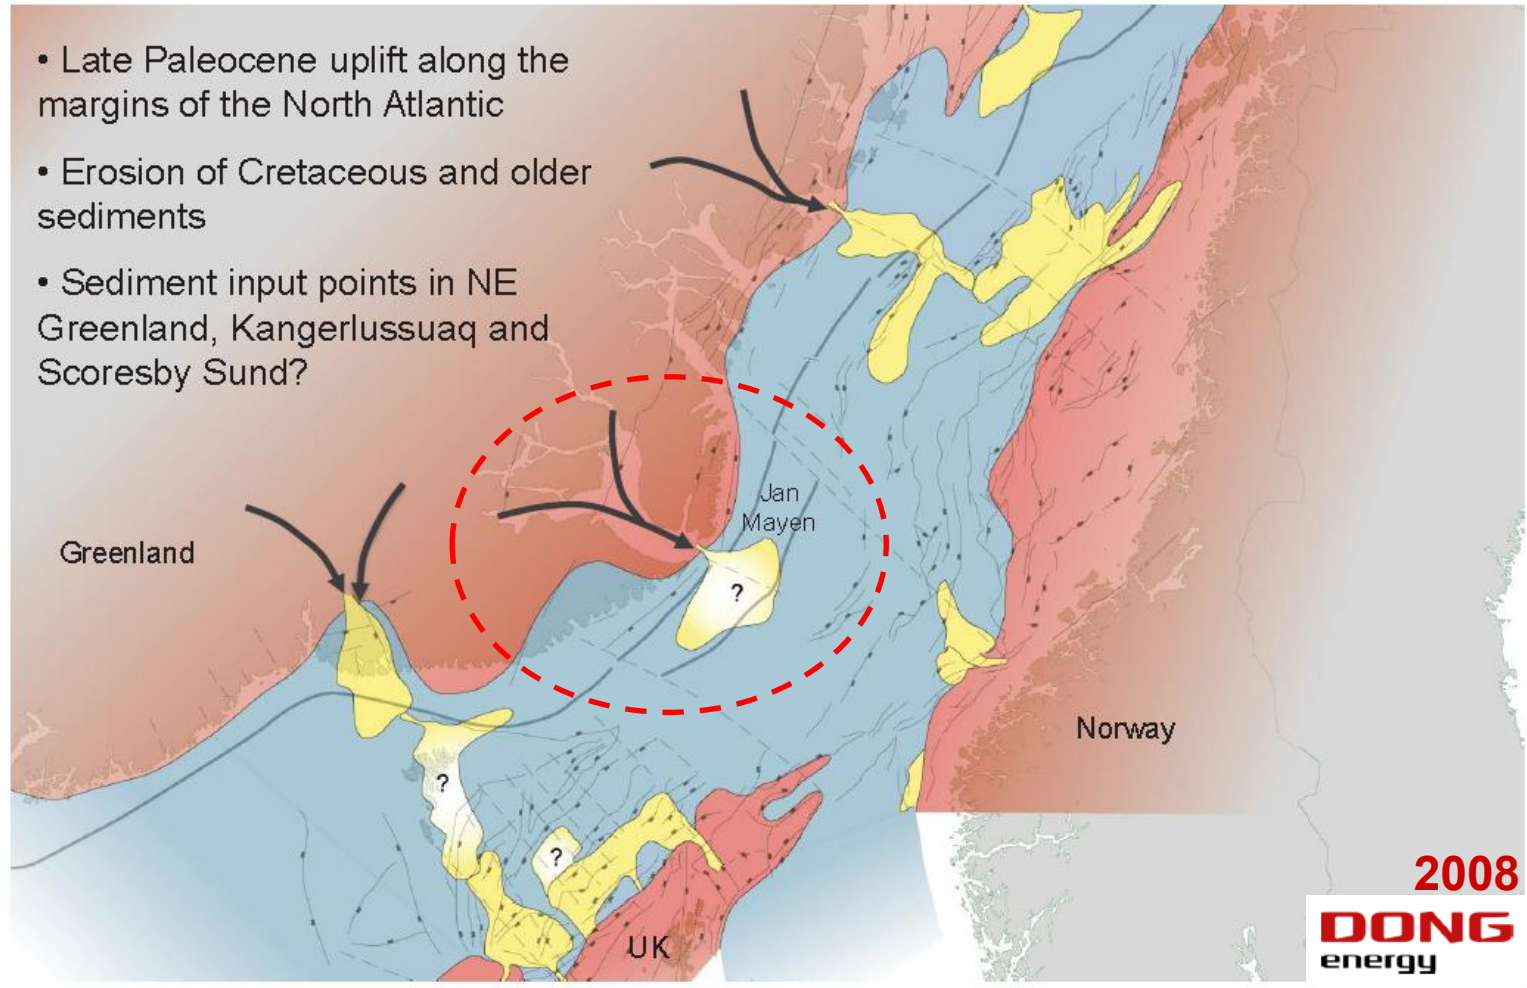 • Late Paleocene uplift along the
margins of the North Atlantic
• Erosion of Cretaceous and older
sediments
• Sediment input points in NE
Greenland, Kangerlussuaq and
Scoresby Sund?
Jan
Mayen
Greenland
?
Norway
?
?
UK
2008
DONG
energy